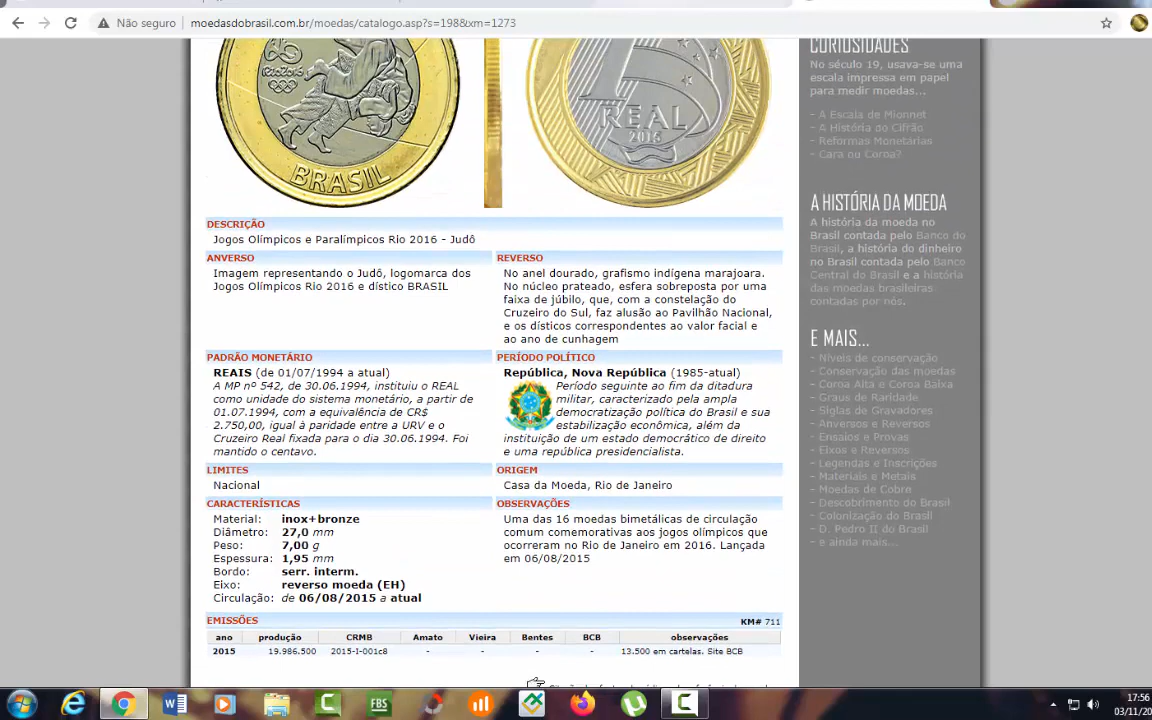 Não seguro
moedasdobrasil.com.br/moedas/catalogo.asp?s=198&xm=1273
Rio2016
BRASIL
5
REAL
2015
DESCRIÇÃO
Jogos Olímpicos e Paralímpicos Rio 2016 - Judô
ANVERSO
Imagem representando o Judô, logomarca dos
Jogos Olímpicos Rio 2016 e dístico BRASIL
REVERSO
No anel dourado, grafismo indígena marajoara.
No núcleo prateado, esfera sobreposta por uma
faixa de júbilo, que, com a constelação do
Cruzeiro do Sul, faz alusão ao Pavilhão Nacional,
e os dísticos correspondentes ao valor facial e
ao ano de cunhagem
PADRÃO MONETÁRIO
REAIS (de 01/07/1994 a atual)
A MP nº 542, de 30.06.1994, instituiu o REAL
como unidade do sistema monetário, a partir de
01.07.1994, com a equivalência de CR$
2.750,00, igual à paridade entre a URV e o
Cruzeiro Real fixada para o dia 30.06.1994. Foi
mantido o centavo.
PERÍODO POLÍTICO
República, Nova República (1985-atual)
Período seguinte ao fim da ditadura
militar, caracterizado pela ampla
democratização política do Brasil e sua
estabilização econômica, além da
instituição de um estado democrático de direito
e uma república presidencialista.
LIMITES
Nacional
ORIGEM
Casa da Moeda, Rio de Janeiro
CARACTERÍSTICAS
Material: inox+bronze
Diâmetro: 27,0 mm
Peso: 7,00 g
Espessura: 1,95 mm
Bordo: serr. interm.
Eixo: reverso moeda (EH)
Circulação: de 06/08/2015 a atual
OBSERVAÇÕES
Uma das 16 moedas bimetálicas de circulação
comum comemorativas aos jogos olímpicos que
ocorreram no Rio de Janeiro em 2016. Lançada
em 06/08/2015
EMISSÕES KM# 711
ano produção CRMB Amato Vieira Bentes BCB observações
2015 19.986.500 2015-I-001c8 - - - - 13.500 em cartelas. Site BCB
CURIOSIDADES
No século 19, usava-se uma
escala impressa em papel
para medir moedas...
- A Escala de Mionnet
- A História do Cifrão
- Reformas Monetárias
- Cara ou Coroa?
A HISTÓRIA DA MOEDA
A história da moeda no
Brasil contada pelo Banco do
Brasil, a história do dinheiro
no Brasil contada pelo Banco
Central do Brasil e a história
das moedas brasileiras
contadas por nós.
E MAIS...
- Níveis de conservação
- Conservação das moedas
- Coroa Alta e Coroa Baixa
- Graus de Raridade
- Siglas de Gravadores
- Anversos e Reversos
- Ensaios e Provas
- Eixos e Reversos
- Legendas e Inscrições
- Materiais e Metais
- Moedas de Cobre
- Descobrimento do Brasil
- Colonização do Brasil
- D. Pedro II do Brasil
- e ainda mais...
FBS
17:56
03/11/20